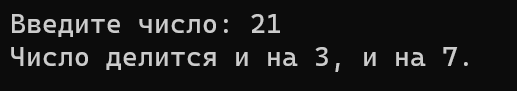 Введите число: 21
Число делится и на 3, и на 7.